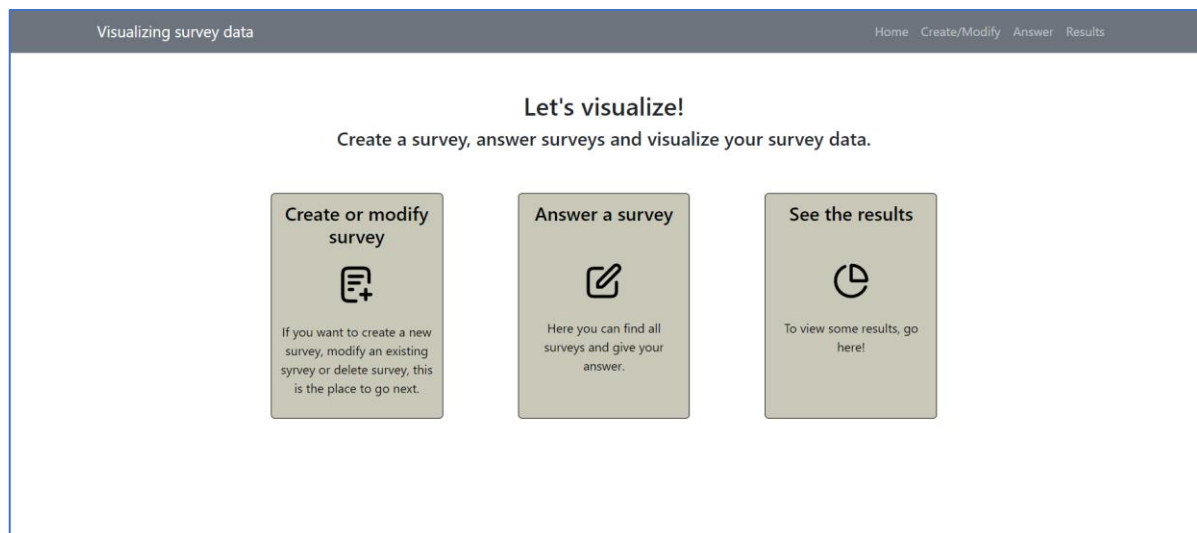 Visualizing survey data
Home Create/Modify Answer Results
Let's visualize!
Create a survey, answer surveys and visualize your survey data.
Create or modify
survey
If you want to create a new
survey, modify an existing
syrvey or delete survey, this
is the place to go next.
Answer a survey
Here you can find all
surveys and give your
answer.
See the results
To view some results, go
here!